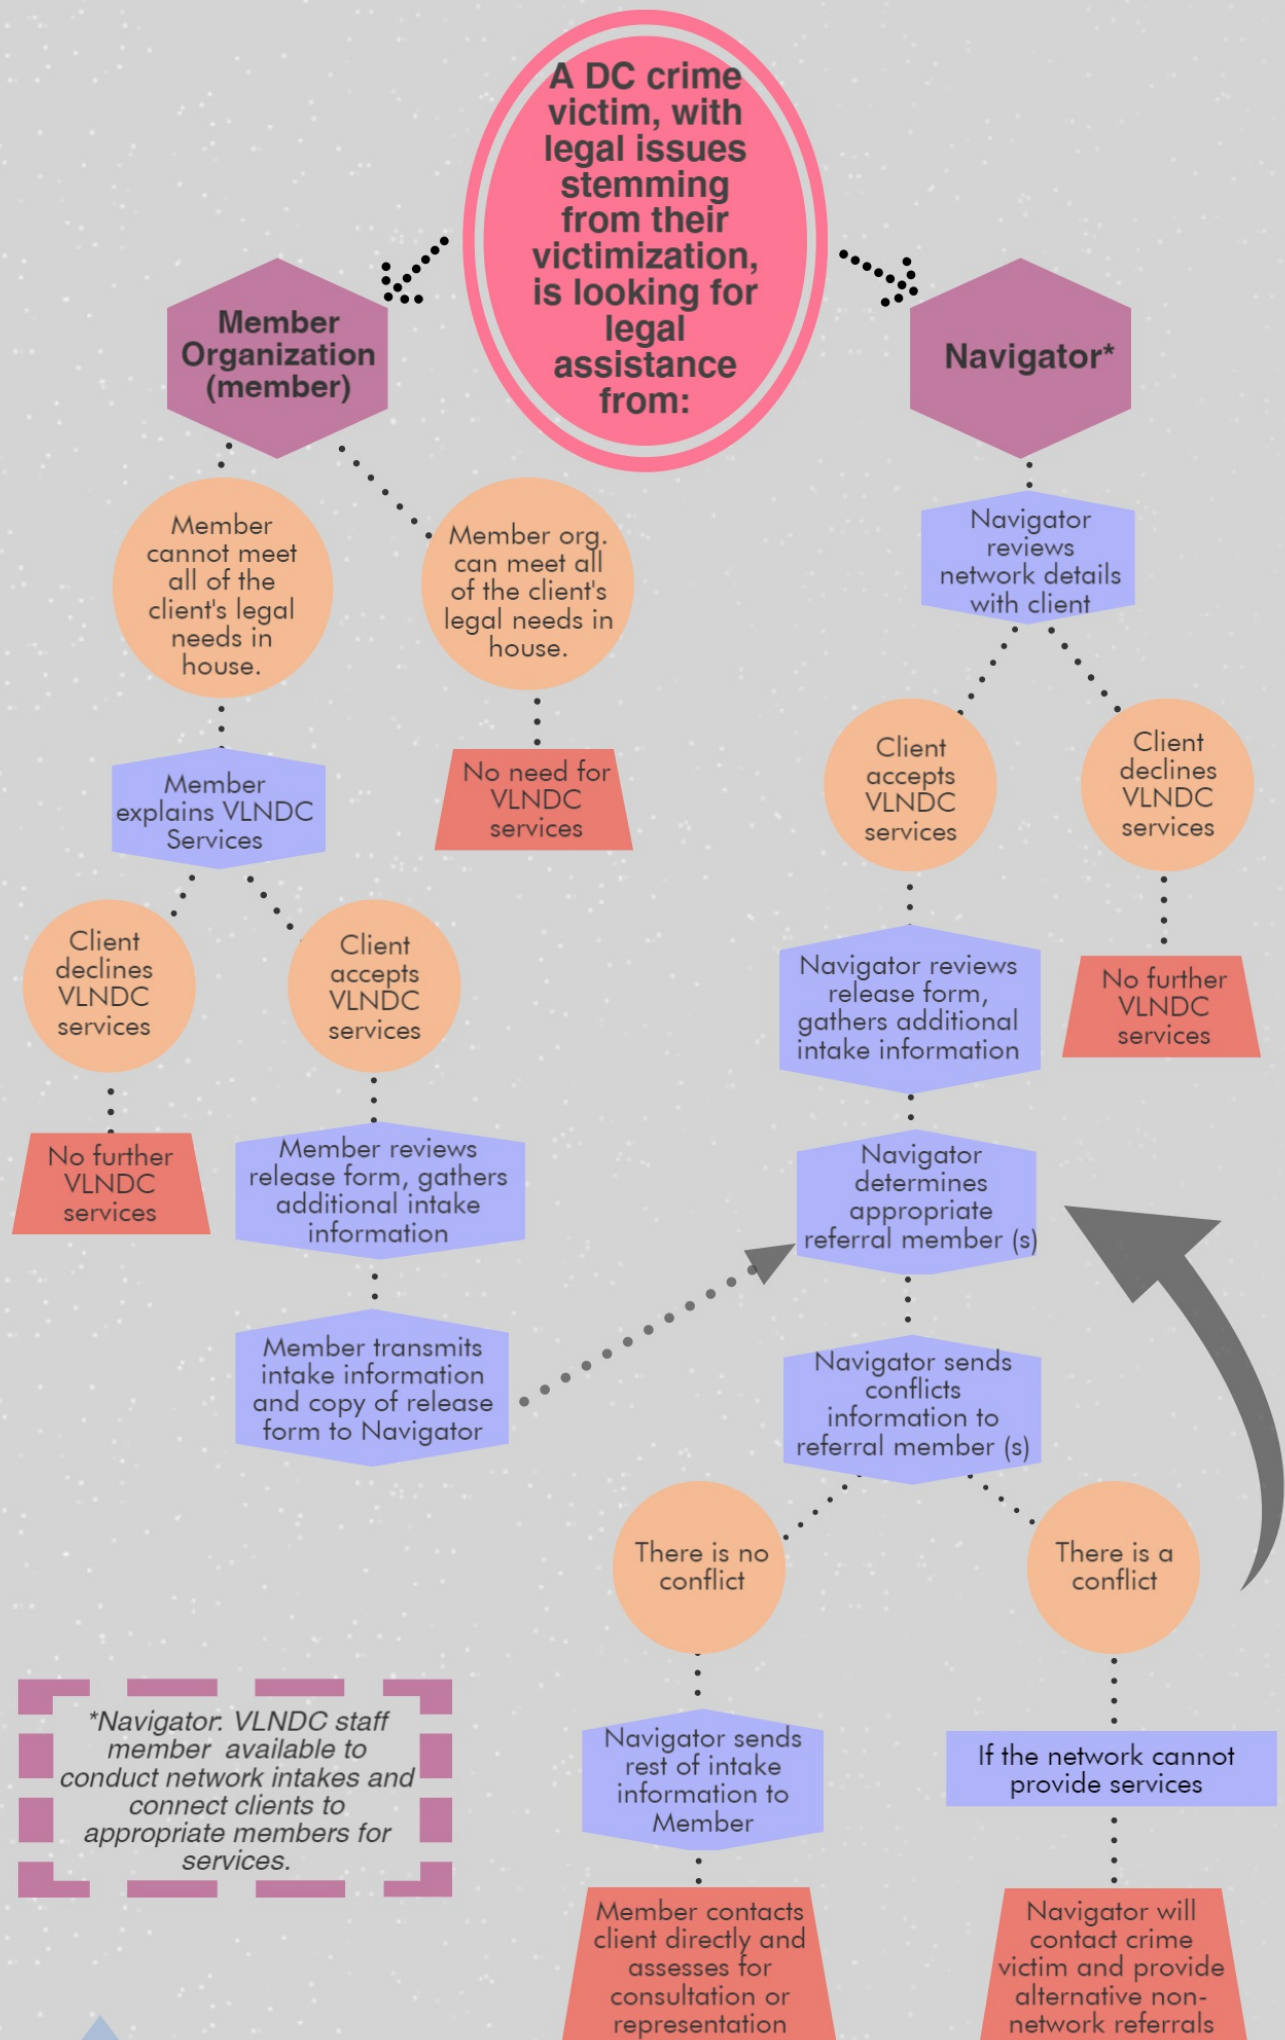 A DC crime
victim, with
legal issues
stemming
from their
victimization,
is looking for
legal
assistance
from:
Member
Organization
(member)
Navigator*
Member
cannot meet
all of the
client's legal
needs in
house.
Member org.
can meet all
of the client's
legal needs in
house.
Navigator
reviews
network details
with client
Member
explains VLNDC
Services
No need for
VLNDC
services
Client
accepts
VLNDC
services
Client
declines
VLNDC
services
Client
declines
VLNDC
services
Client
accepts
VLNDC
services
Navigator reviews
release form,
gathers additional
intake information
No further
VLNDC
services
No further
VLNDC
services
Member reviews
release form, gathers
additional intake
information
Navigator
determines
appropriate
referral member (s)
Member transmits
intake information
and copy of release
form to Navigator
Navigator sends
conflicts
information to
referral member (s)
There is no
conflict
There is a
conflict
*Navigator: VLNDC staff
member available to
conduct network intakes and
connect clients to
appropriate members for
services.
Navigator sends
rest of intake
information to
Member
If the network cannot
provide services
Member contacts
client directly and
assesses for
consultation or
representation
Navigator will
contact crime
victim and provide
alternative non-
network referrals